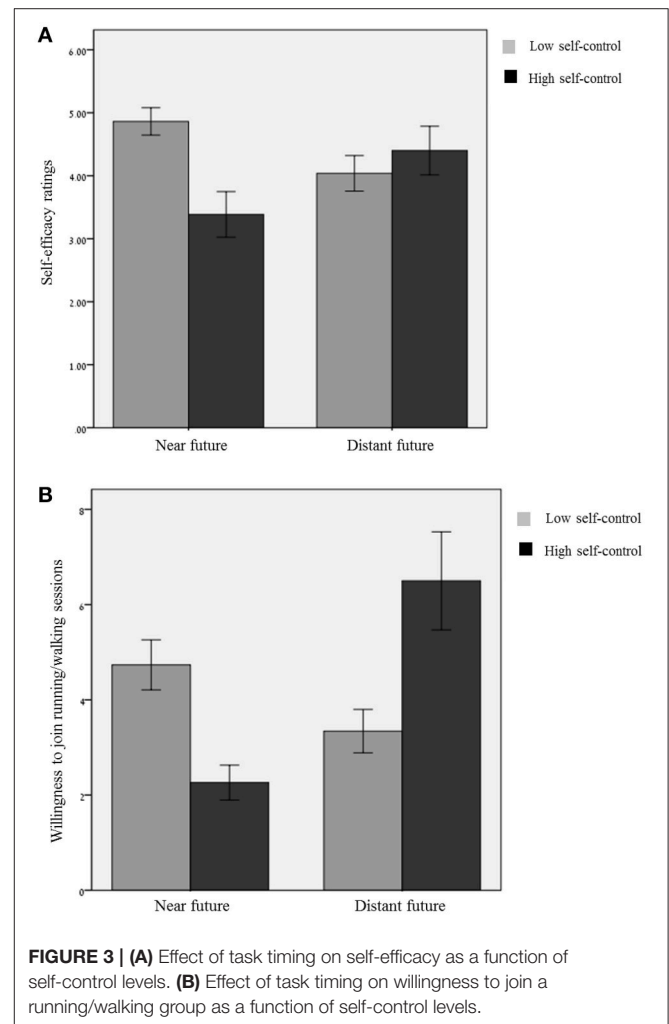 A
6.00
5.00
4.00
3.00
2.00
1.00
.00
Self-efficacy ratings
Near future
Distant future
Low self-control
High self-control
B
8
6
4
2
0
Willingness to join running/walking sessions
Near future
Distant future
Low self-control
High self-control
FIGURE 3 | (A) Effect of task timing on self-efficacy as a function of
self-control levels. (B) Effect of task timing on willingness to join a
running/walking group as a function of self-control levels.